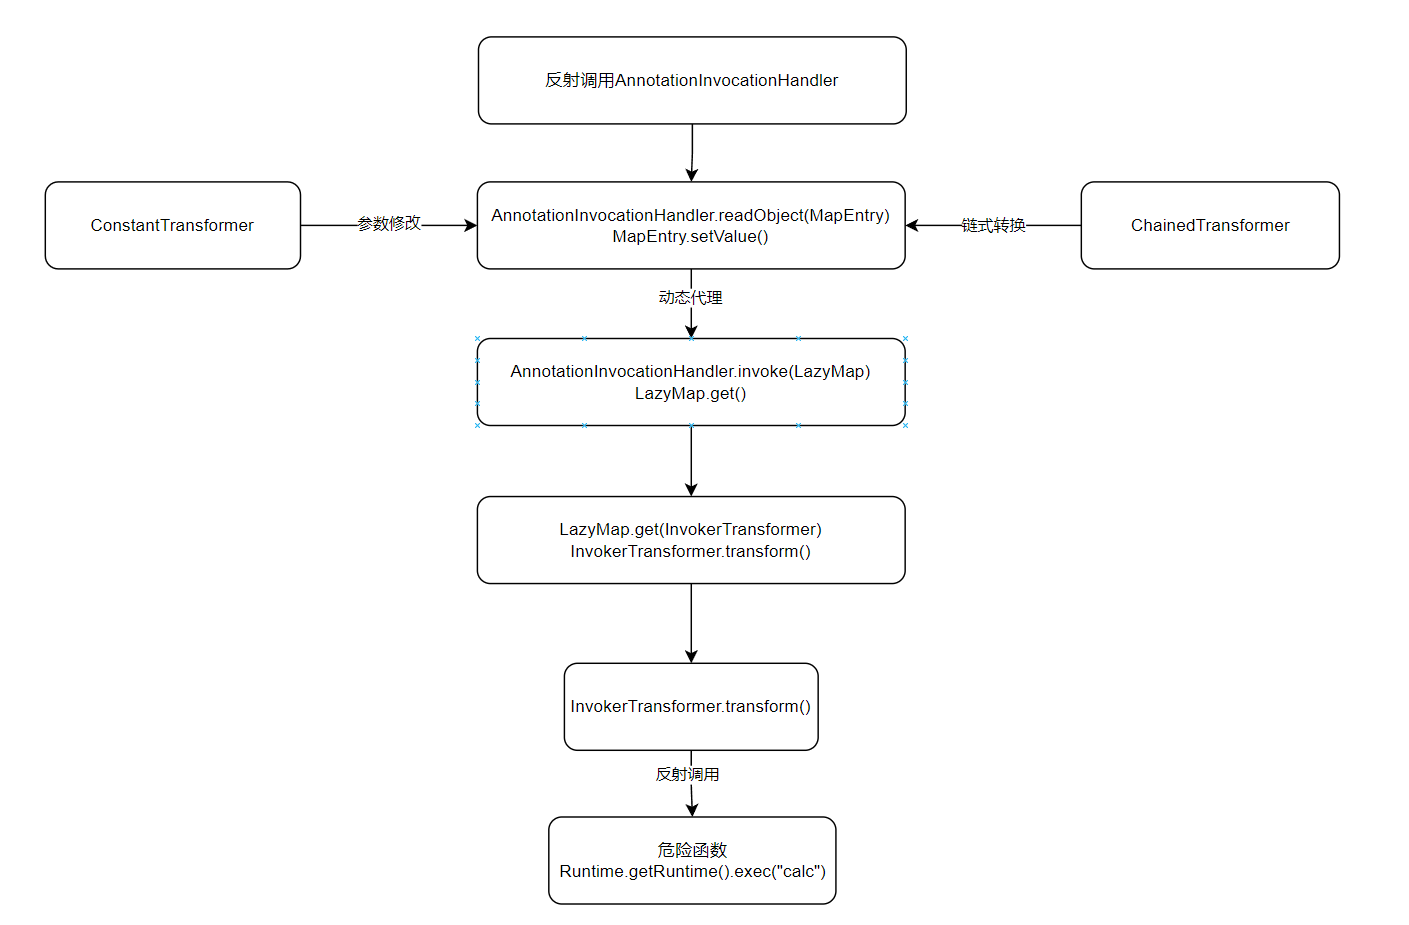 反射调用AnnotationInvocationHandler
ConstantTransformer
参数修改
AnnotationInvocationHandler.readObject(MapEntry)
MapEntry.setValue()
链式转换
ChainedTransformer
动态代理
AnnotationInvocationHandler.invoke(LazyMap)
LazyMap.get()
LazyMap.get(InvokerTransformer)
InvokerTransformer.transform()
InvokerTransformer.transform()
反射调用
危险函数
Runtime.getRuntime().exec("calc")